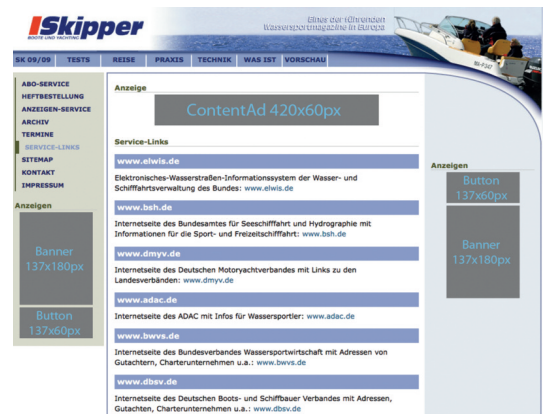 Skipper
BOOTE UND YACHTING
Eines der führenden
Wassersportmagazine in Europa
SK 09/09 TESTS REISE PRAXIS TECHNIK WAS IST VORSCHAU
ABO-SERVICE
HEFTBESTELLUNG
ANZEIGEN-SERVICE
ARCHIV
TERMINE
SERVICE-LINKS
SITEMAP
KONTAKT
IMPRESSUM
Anzeigen
Banner
137x180px
Button
137x60px
Anzeige
ContentAd 420x60px
Service-Links
www.elwis.de
Elektronisches-Wasserstraßen-Informationssystem der Wasser- und
Schifffahrtsverwaltung des Bundes: www.elwis.de
www.bsh.de
Internetseite des Bundesamtes für Seeschifffahrt und Hydrographie mit
Informationen für die Sport- und Freizeitschifffahrt: www.bsh.de
www.dmyv.de
Internetseite des Deutschen Motoryachtverbandes mit Links zu den
Landesverbänden: www.dmyv.de
www.adac.de
Internetseite des ADAC mit Infos für Wassersportler: www.adac.de
www.bwvs.de
Internetseite des Bundesverbandes Wassersportwirtschaft mit Adressen von
Gutachtern, Charterunternehmen u.a.: www.bwvs.de
www.dbsv.de
Internetseite des Deutschen Boots- und Schiffbauer Verbandes mit Adressen,
Gutachten, Charterunternehmen u.a.: www.dbsv.de
Anzeigen
Button
137x60px
Banner
137x180px